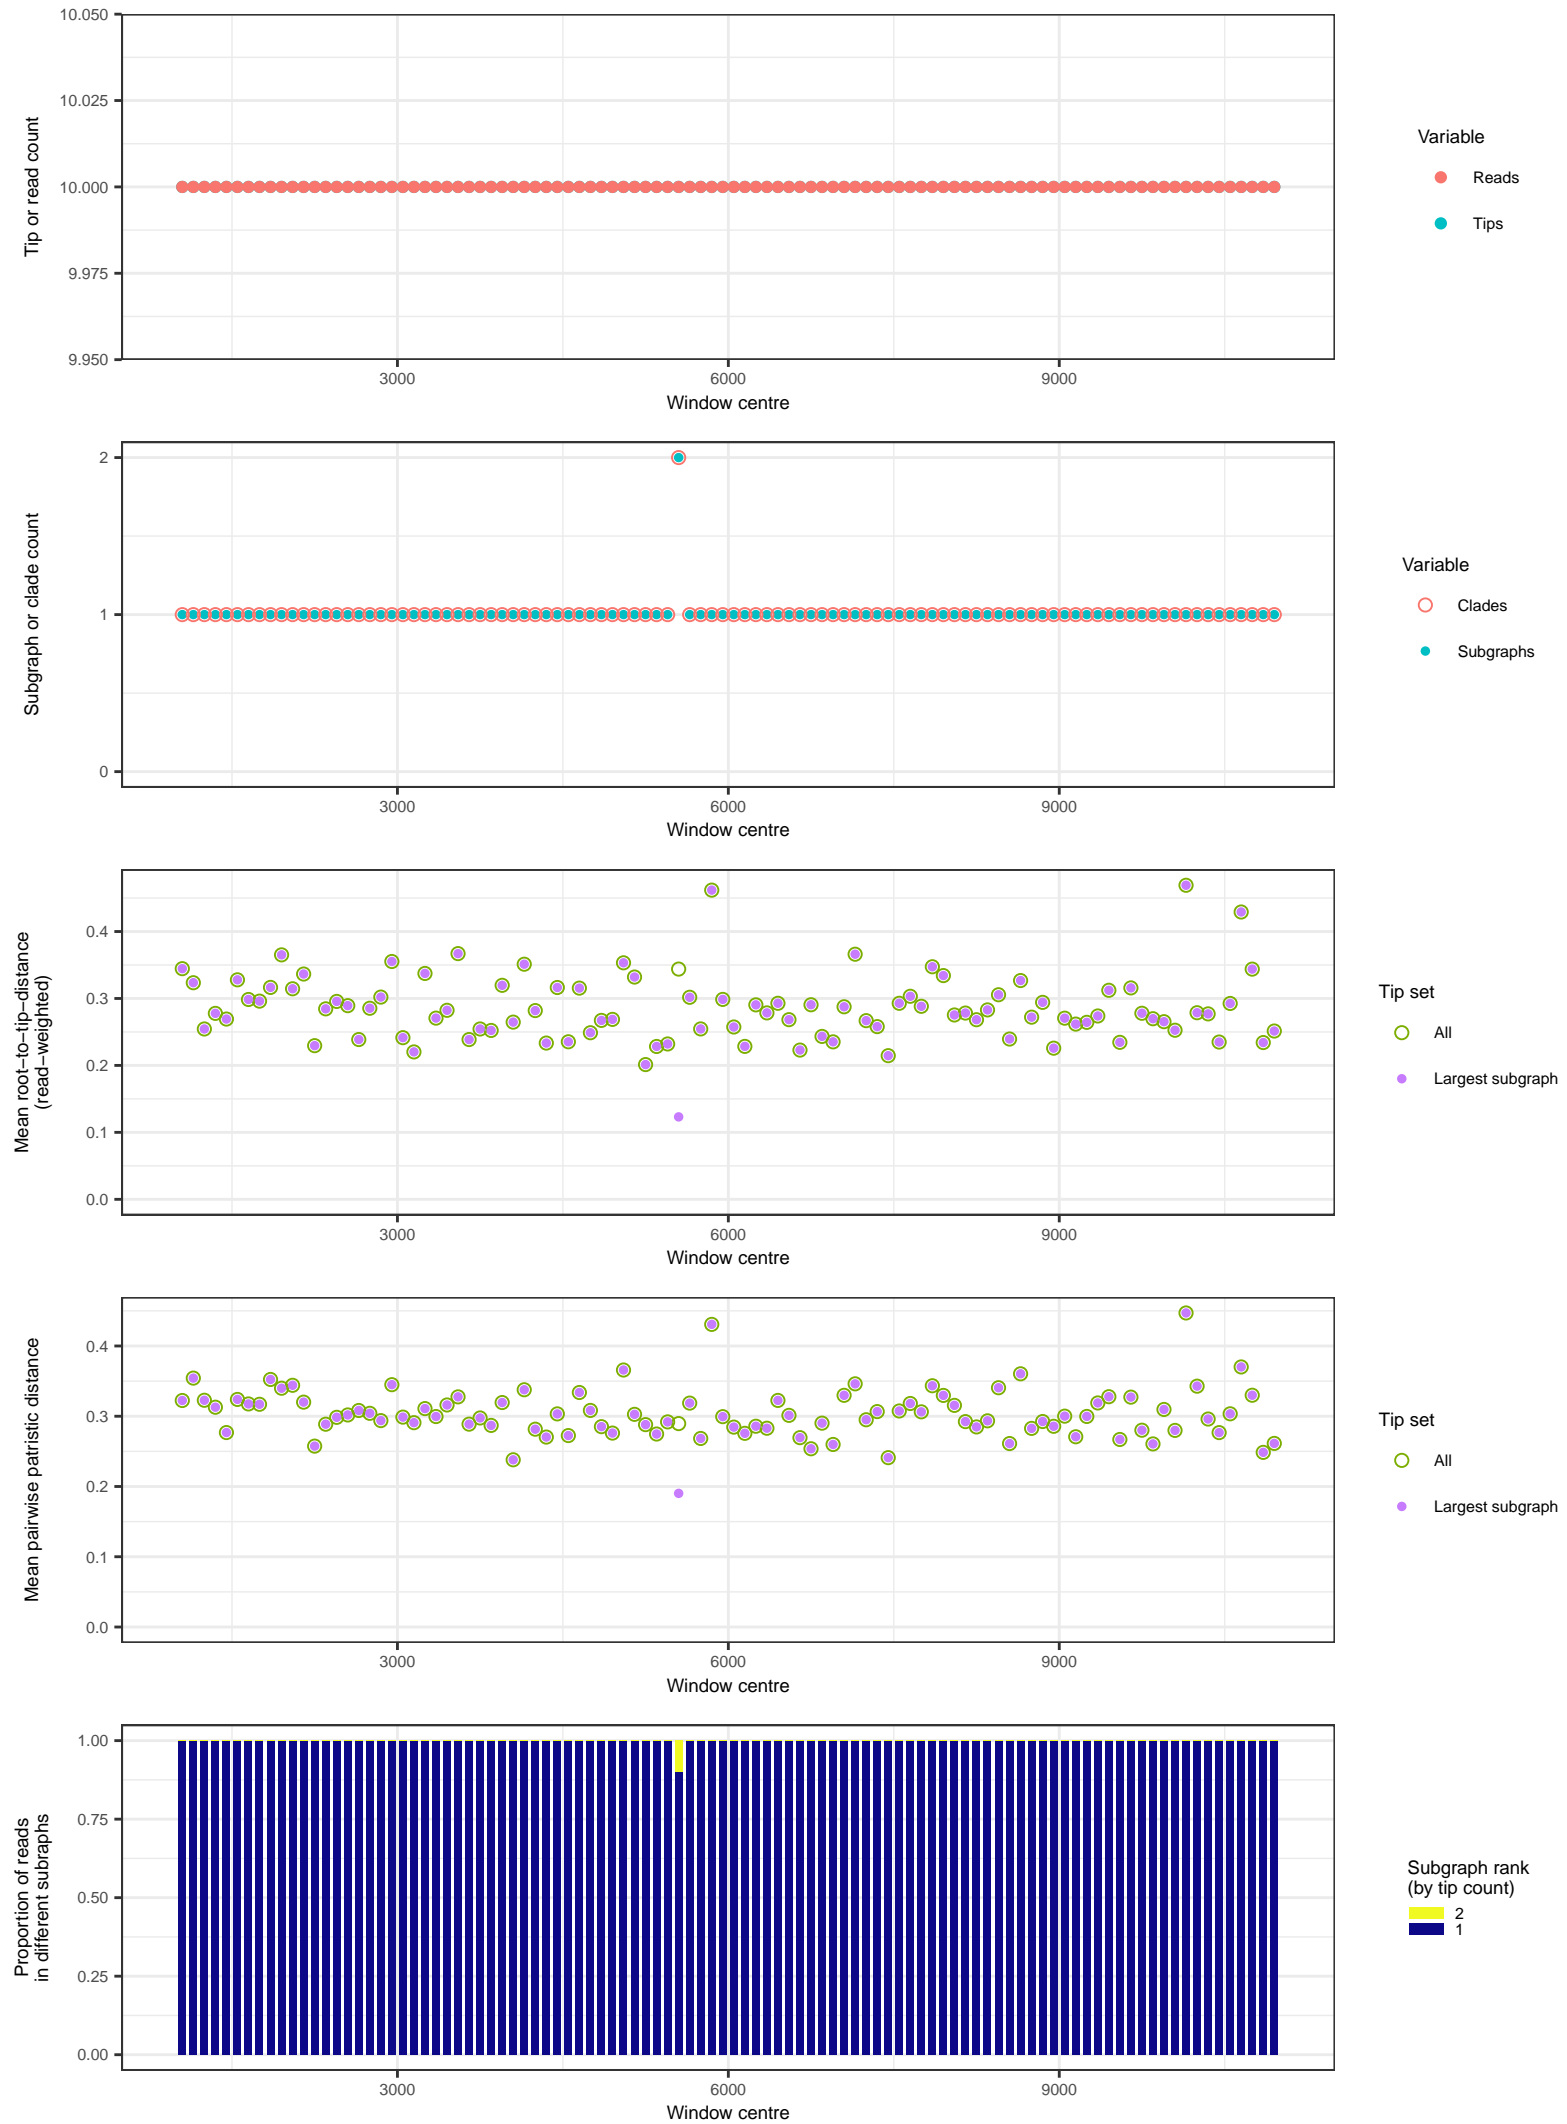 10.050
10.025
10.000
9.975
9.950
Tip or read count
3000 6000 9000
Window centre
Variable
Reads
Tips
2
1
0
Subgraph or clade count
3000 6000 9000
Window centre
Variable
Clades
Subgraphs
0.4
0.3
0.2
0.1
0.0
Mean root−to−tip−distance
(read−weighted)
3000 6000 9000
Window centre
Tip set
All
Largest subgraph
0.4
0.3
0.2
0.1
0.0
Mean pairwise patristic distance
3000 6000 9000
Window centre
Tip set
All
Largest subgraph
1.00
0.75
0.50
0.25
0.00
Proportion of reads
in different subraphs
3000 6000 9000
Window centre
Subgraph rank
(by tip count)
2
1